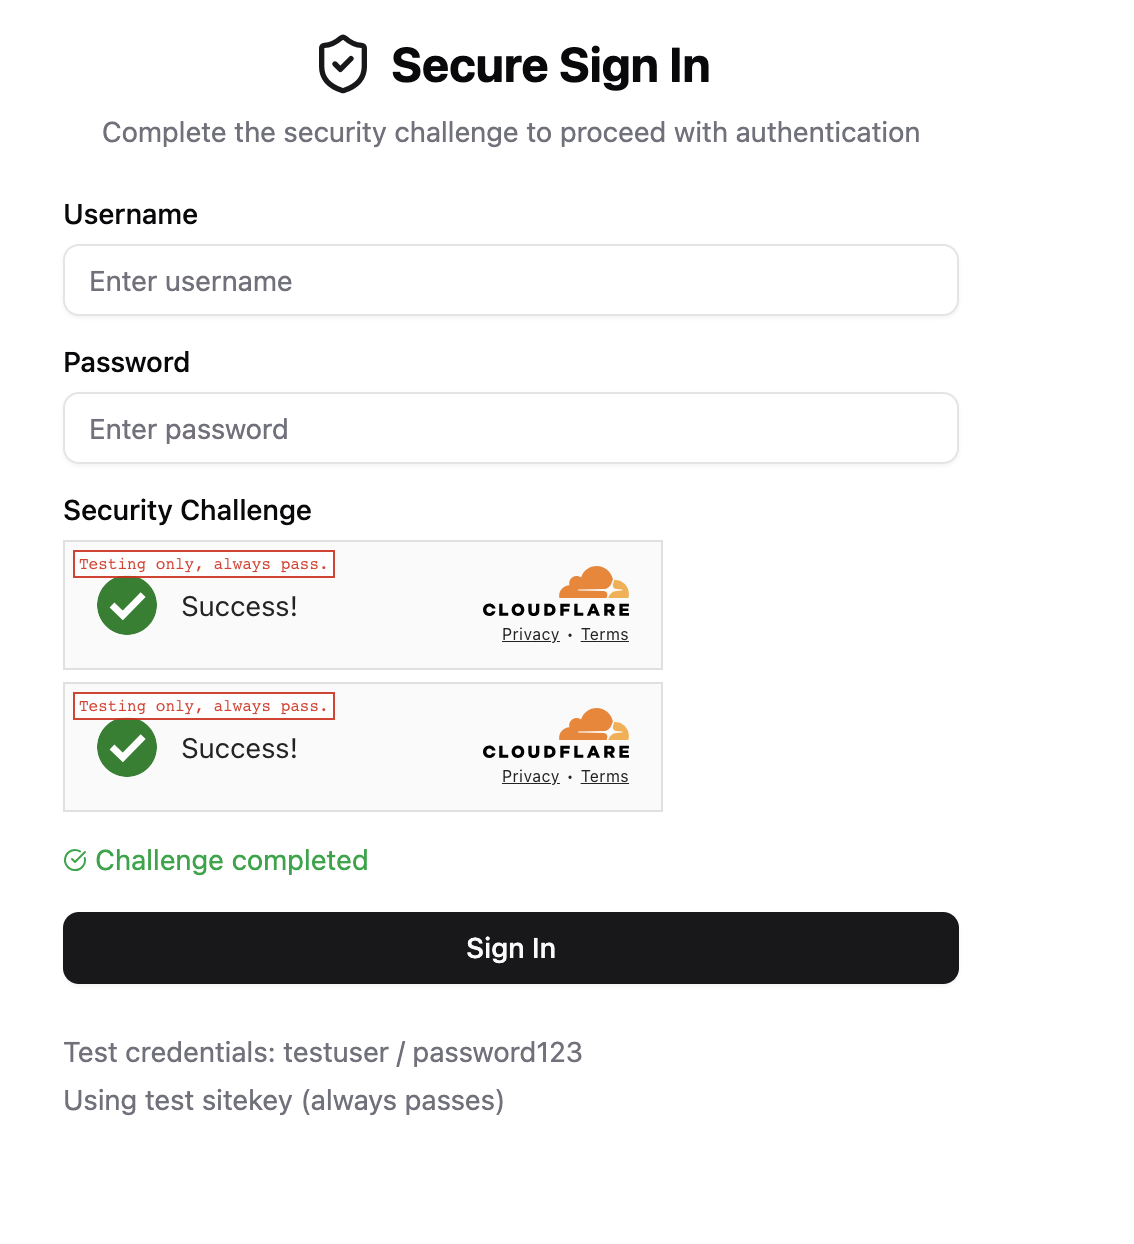 Secure Sign In
Complete the security challenge to proceed with authentication
Username
Enter username
Password
Enter password
Security Challenge
Testing only, always pass.
Success!
CLOUDFLARE
Privacy • Terms
Testing only, always pass.
Success!
CLOUDFLARE
Privacy • Terms
Challenge completed
Sign In
Test credentials: testuser / password123
Using test sitekey (always passes)